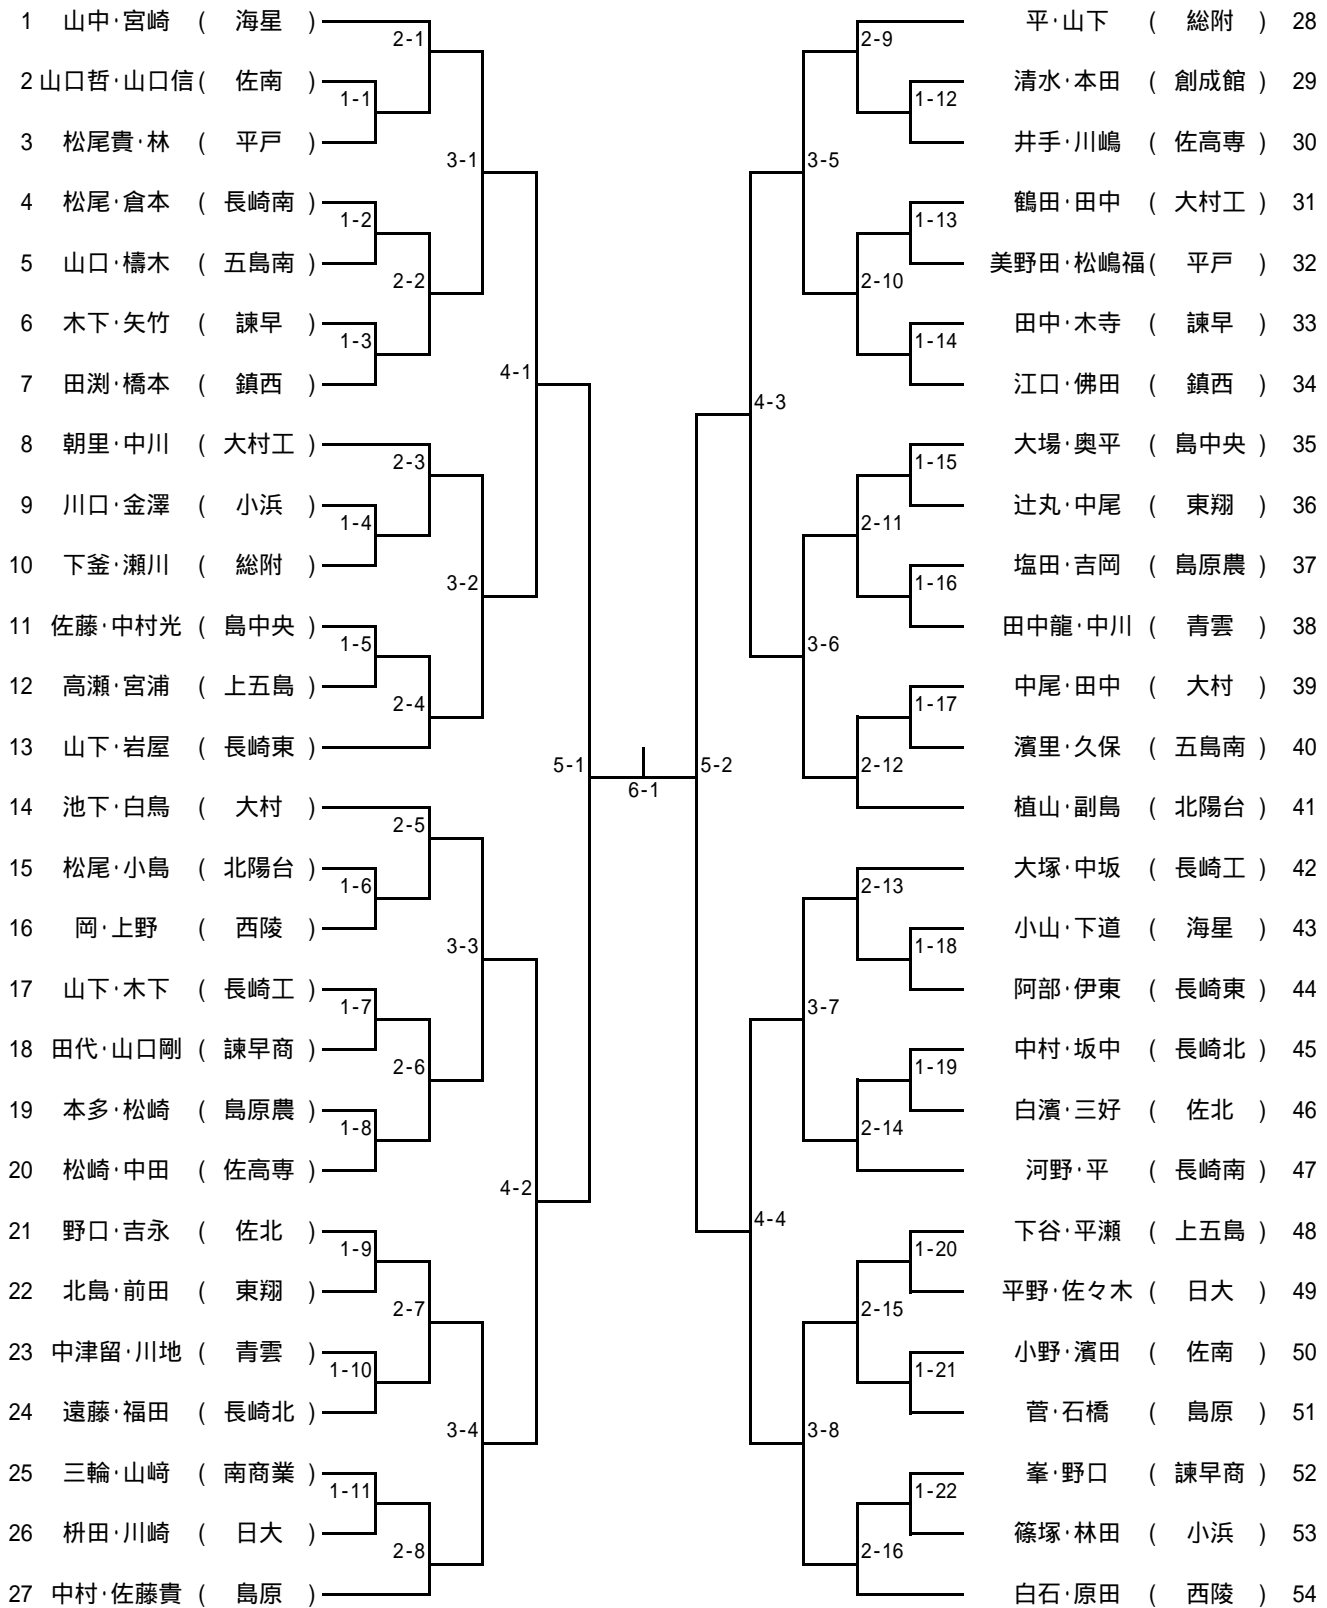 1 山中·宮崎 ( 海星 )
2-1
2 山口哲·山口信 ( 佐南 )
1-1
3 松尾貴·林 ( 平戸 )
3-1
4 松尾·倉本 ( 長崎南 )
1-2
5 山口·檮木 ( 五島南 )
2-2
6 木下·矢竹 ( 諫早 )
1-3
7 田渕·橋本 ( 鎮西 )
4-1
8 朝里·中川 ( 大村工 )
2-3
9 川口·金澤 ( 小浜 )
1-4
10 下釜·瀬川 ( 総附 )
3-2
11 佐藤·中村光 ( 島中央 )
1-5
12 高瀬·宮浦 ( 上五島 )
2-4
13 山下·岩屋 ( 長崎東 )
5-1
14 池下·白鳥 ( 大村 )
2-5
15 松尾·小島 ( 北陽台 )
1-6
16 岡·上野 ( 西陵 )
3-3
17 山下·木下 ( 長崎工 )
1-7
18 田代·山口剛 ( 諫早商 )
2-6
19 本多·松崎 ( 島原農 )
1-8
20 松崎·中田 ( 佐高専 )
4-2
21 野口·吉永 ( 佐北 )
1-9
22 北島·前田 ( 東翔 )
2-7
23 中津留·川地 ( 青雲 )
1-10
24 遠藤·福田 ( 長崎北 )
3-4
25 三輪·山﨑 ( 南商業 )
1-11
26 枡田·川崎 ( 日大 )
2-8
27 中村·佐藤貴 ( 島原 )
6-1
平·山下 ( 総附 ) 28
2-9
清水·本田 ( 創成館 ) 29
1-12
井手·川嶋 ( 佐高専 ) 30
3-5
鶴田·田中 ( 大村工 ) 31
1-13
美野田·松嶋福 ( 平戸 ) 32
2-10
田中·木寺 ( 諫早 ) 33
1-14
江口·佛田 ( 鎮西 ) 34
4-3
大場·奥平 ( 島中央 ) 35
1-15
辻丸·中尾 ( 東翔 ) 36
2-11
塩田·吉岡 ( 島原農 ) 37
1-16
田中龍·中川 ( 青雲 ) 38
3-6
中尾·田中 ( 大村 ) 39
1-17
濱里·久保 ( 五島南 ) 40
2-12
植山·副島 ( 北陽台 ) 41
5-2
大塚·中坂 ( 長崎工 ) 42
2-13
小山·下道 ( 海星 ) 43
1-18
阿部·伊東 ( 長崎東 ) 44
3-7
中村·坂中 ( 長崎北 ) 45
1-19
白濱·三好 ( 佐北 ) 46
2-14
河野·平 ( 長崎南 ) 47
4-4
下谷·平瀬 ( 上五島 ) 48
1-20
平野·佐々木 ( 日大 ) 49
2-15
小野·濱田 ( 佐南 ) 50
1-21
菅·石橋 ( 島原 ) 51
3-8
峯·野口 ( 諫早商 ) 52
1-22
篠塚·林田 ( 小浜 ) 53
2-16
白石·原田 ( 西陵 ) 54